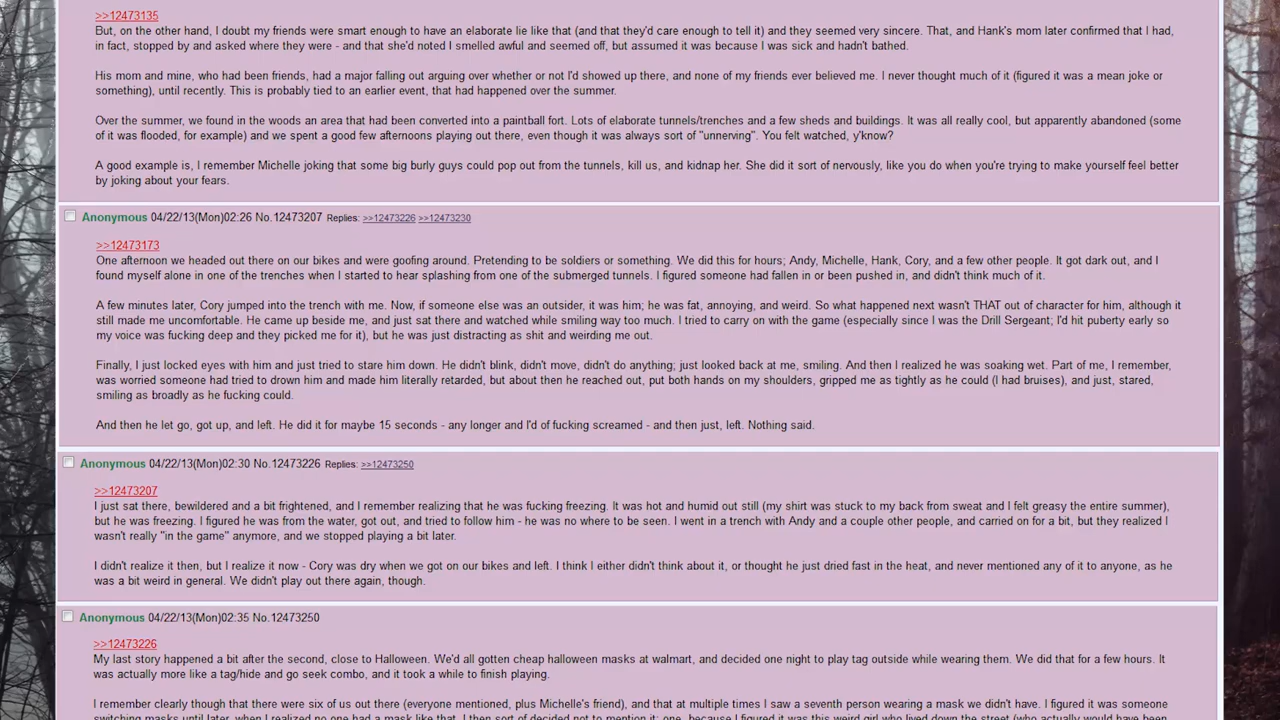 >>12473135
But, on the other hand, I doubt my friends were smart enough to have an elaborate lie like that (and that they'd care enough to tell it) and they seemed very sincere. That, and Hank's mom later confirmed that I had,
in fact, stopped by and asked where they were - and that she'd noted I smelled awful and seemed off, but assumed it was because I was sick and hadn't bathed.
His mom and mine, who had been friends, had a major falling out arguing over whether or not I'd showed up there, and none of my friends ever believed me. I never thought much of it (figured it was a mean joke or
something), until recently. This is probably tied to an earlier event, that had happened over the summer.
Over the summer, we found in the woods an area that had been converted into a paintball fort. Lots of elaborate tunnels/trenches and a few sheds and buildings. It was all really cool, but apparently abandoned (some
of it was flooded, for example) and we spent a good few afternoons playing out there, even though it was always sort of "unnerving". You felt watched, y'know?
A good example is, I remember Michelle joking that some big burly guys could pop out from the tunnels, kill us, and kidnap her. She did it sort of nervously, like you do when you're trying to make yourself feel better
by joking about your fears.
Anonymous 04/22/13(Mon)02:26 No.12473207 Replies: >>12473226 >>12473230
>>12473173
One afternoon we headed out there on our bikes and were goofing around. Pretending to be soldiers or something. We did this for hours; Andy, Michelle, Hank, Cory, and a few other people. It got dark out, and I
found myself alone in one of the trenches when I started to hear splashing from one of the submerged tunnels. I figured someone had fallen in or been pushed in, and didn't think much of it.
A few minutes later, Cory jumped into the trench with me. Now, if someone else was an outsider, it was him; he was fat, annoying, and weird. So what happened next wasn't THAT out of character for him, although it
still made me uncomfortable. He came up beside me, and just sat there and watched while smiling way too much. I tried to carry on with the game (especially since I was the Drill Sergeant; I'd hit puberty early so
my voice was fucking deep and they picked me for it), but he was just distracting as shit and weirding me out.
Finally, I just locked eyes with him and just tried to stare him down. He didn't blink, didn't move, didn't do anything; just looked back at me, smiling. And then I realized he was soaking wet. Part of me, I remember,
was worried someone had tried to drown him and made him literally retarded, but about then he reached out, put both hands on my shoulders, gripped me as tightly as he could (I had bruises), and just, stared,
smiling as broadly as he fucking could.
And then he let go, got up, and left. He did it for maybe 15 seconds - any longer and I'd of fucking screamed - and then just, left. Nothing said.
Anonymous 04/22/13(Mon)02:30 No.12473226 Replies: >>12473250
>>12473207
I just sat there, bewildered and a bit frightened, and I remember realizing that he was fucking freezing. It was hot and humid out still (my shirt was stuck to my back from sweat and I felt greasy the entire summer),
but he was freezing. I figured he was from the water, got out, and tried to follow him - he was no where to be seen. I went in a trench with Andy and a couple other people, and carried on for a bit, but they realized I
wasn't really "in the game" anymore, and we stopped playing a bit later.
I didn't realize it then, but I realize it now - Cory was dry when we got on our bikes and left. I think I either didn't think about it, or thought he just dried fast in the heat, and never mentioned any of it to anyone, as he
was a bit weird in general. We didn't play out there again, though.
Anonymous 04/22/13(Mon)02:35 No.12473250
>>12473226
My last story happened a bit after the second, close to Halloween. We'd all gotten cheap halloween masks at walmart, and decided one night to play tag outside while wearing them. We did that for a few hours. It
was actually more like a tag/hide and go seek combo, and it took a while to finish playing.
I remember clearly though that there were six of us out there (everyone mentioned, plus Michelle's friend), and that at multiple times I saw a seventh person wearing a mask we didn't have. I figured it was someone
switching masks until later, when I realized no one had a mask like that. I then sort of decided not to mention it; one, because I figured it was this weird girl who lived down the street (who actually would have been